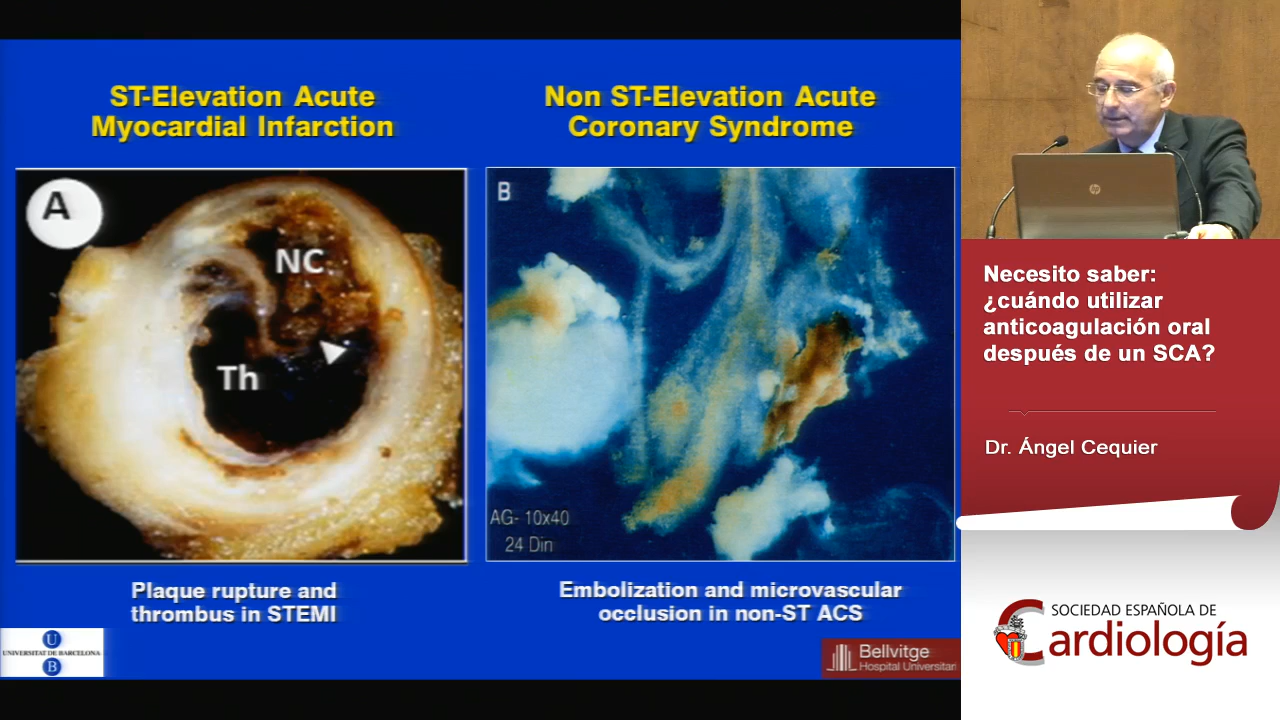 ST-Elevation Acute
Myocardial Infarction
Non ST-Elevation Acute
Coronary Syndrome
A
NC
Th
B
AG- 10x40
24 Din
Plaque rupture and
thrombus in STEMI
Embolization and microvascular
occlusion in non-ST ACS
U
UNIVERSITAT DE BARCELONA
B
Bellvitge
Hospital Universitari
hp
Necesito saber:
¿cuándo utilizar
anticoagulación oral
después de un SCA?
Dr. Ángel Cequier
SOCIEDAD ESPAÑOLA DE
Cardiología